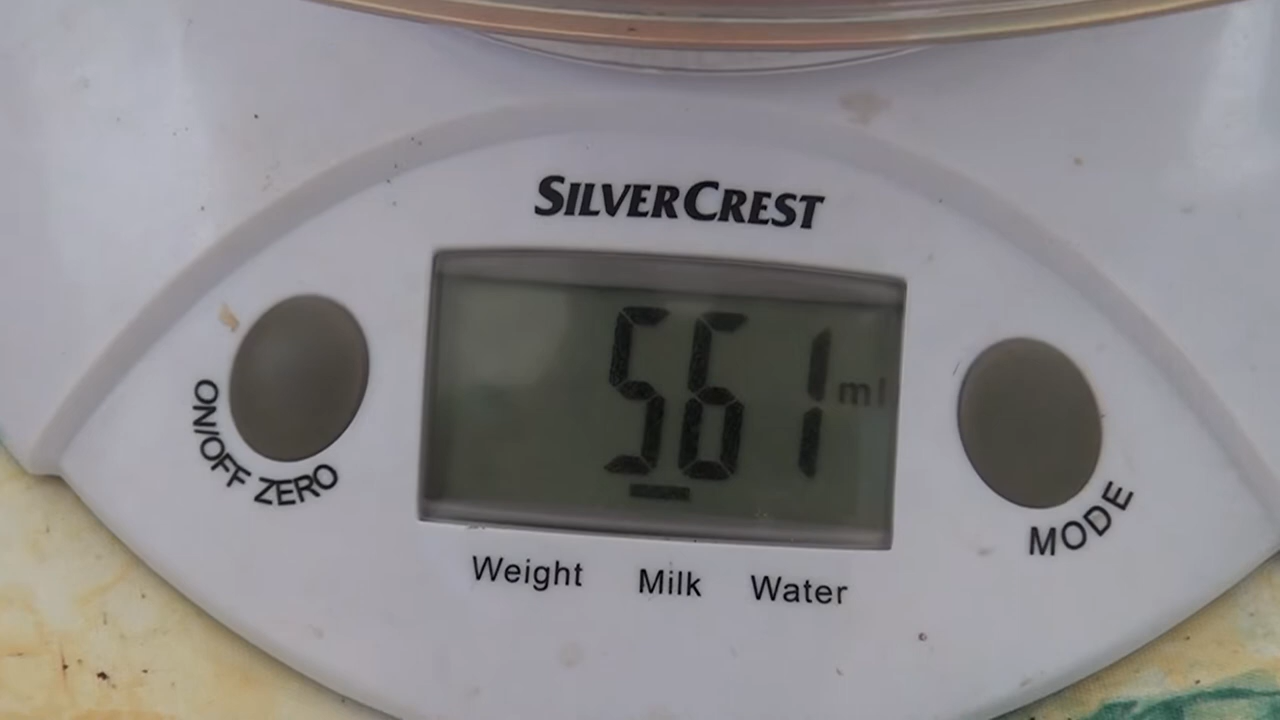 SILVERCREST
561 ml
ON/OFF ZERO
MODE
Weight Milk Water